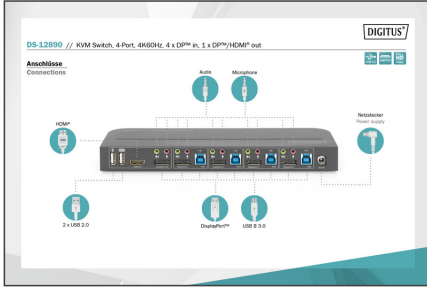 DIGITUS®
DS-12890 // KVM Switch, 4-Port, 4K60Hz, 4 x DP™ in, 1 x DP™/HDMI® out
Anschlüsse
Connections
Audio
Microphone
Netzstecker
Power supply
HDMI®
2 x USB 2.0
DisplayPort™
USB B 3.0